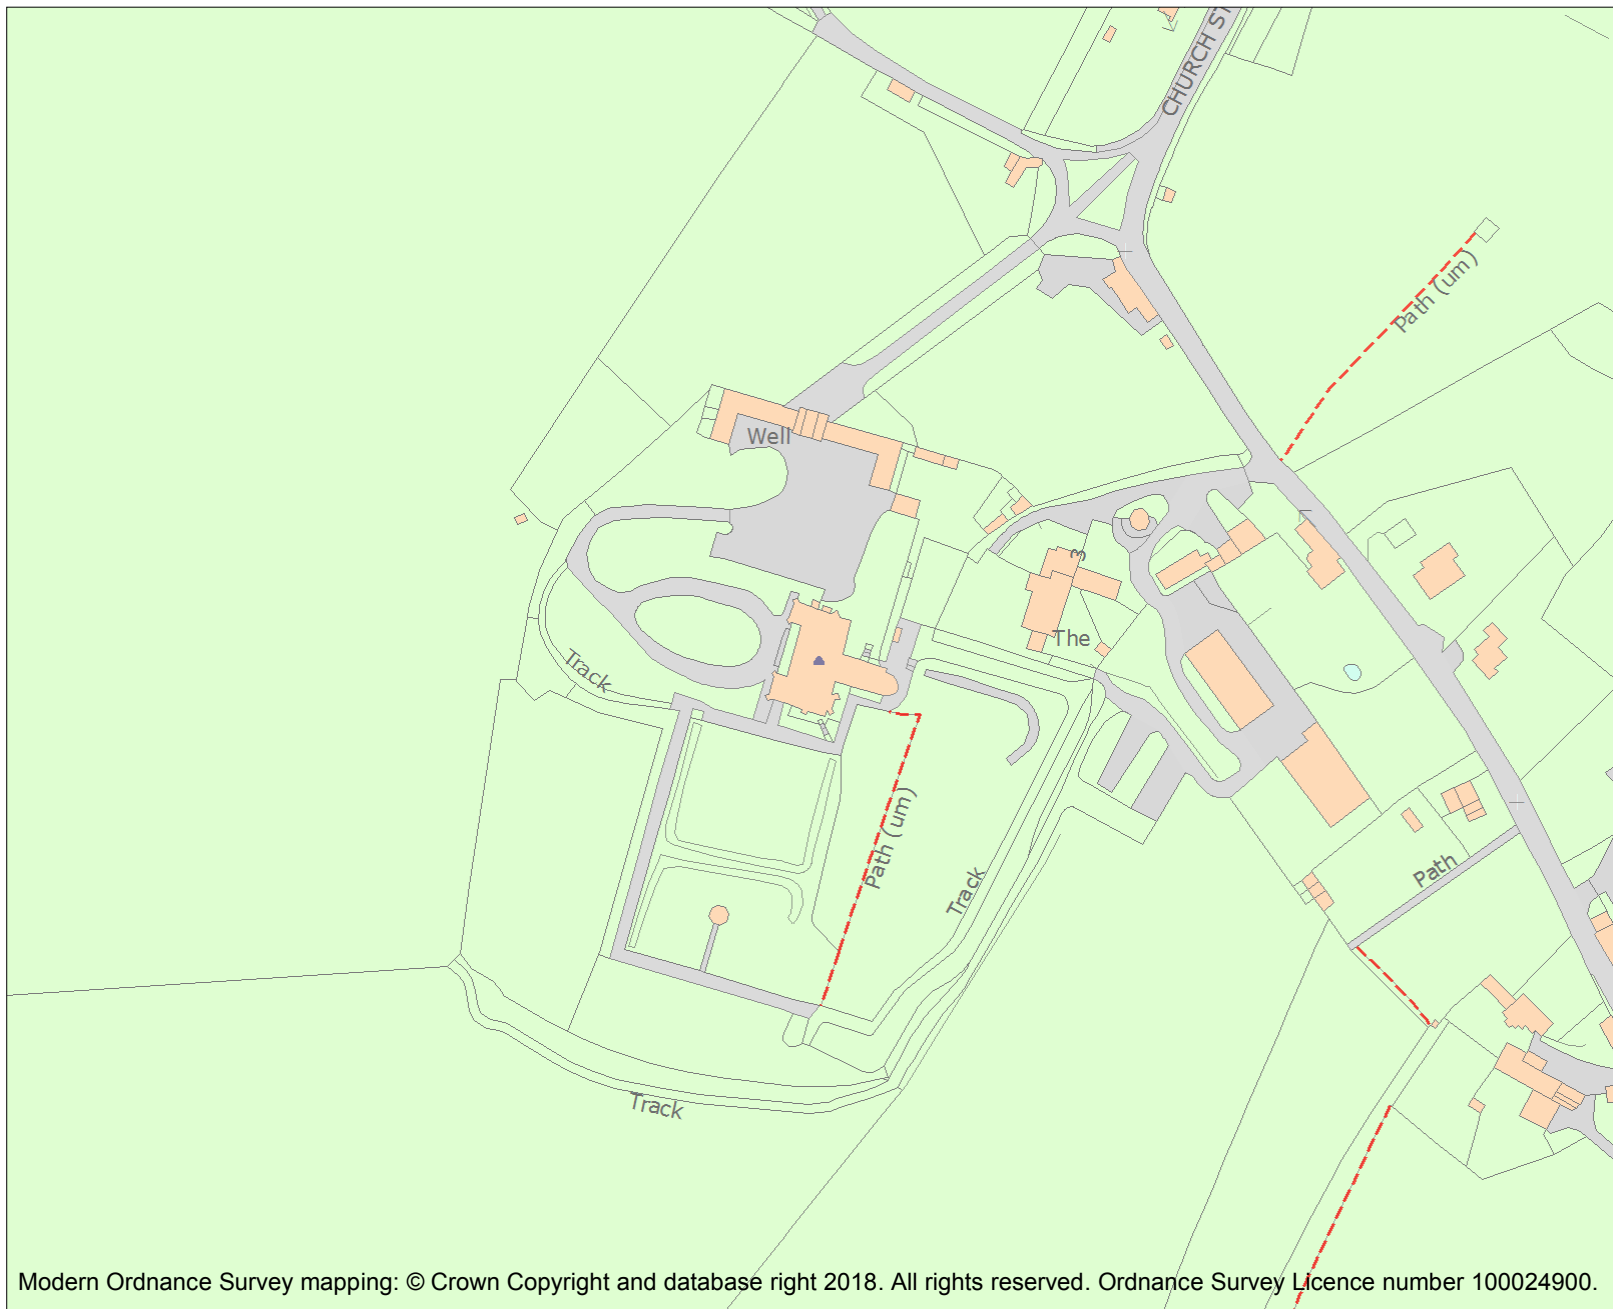 CHURCH ST
Path (um)
Well
3
The
Track
Path (um)
Track
Path
Track
Modern Ordnance Survey mapping: © Crown Copyright and database right 2018. All rights reserved. Ordnance Survey Licence number 100024900.